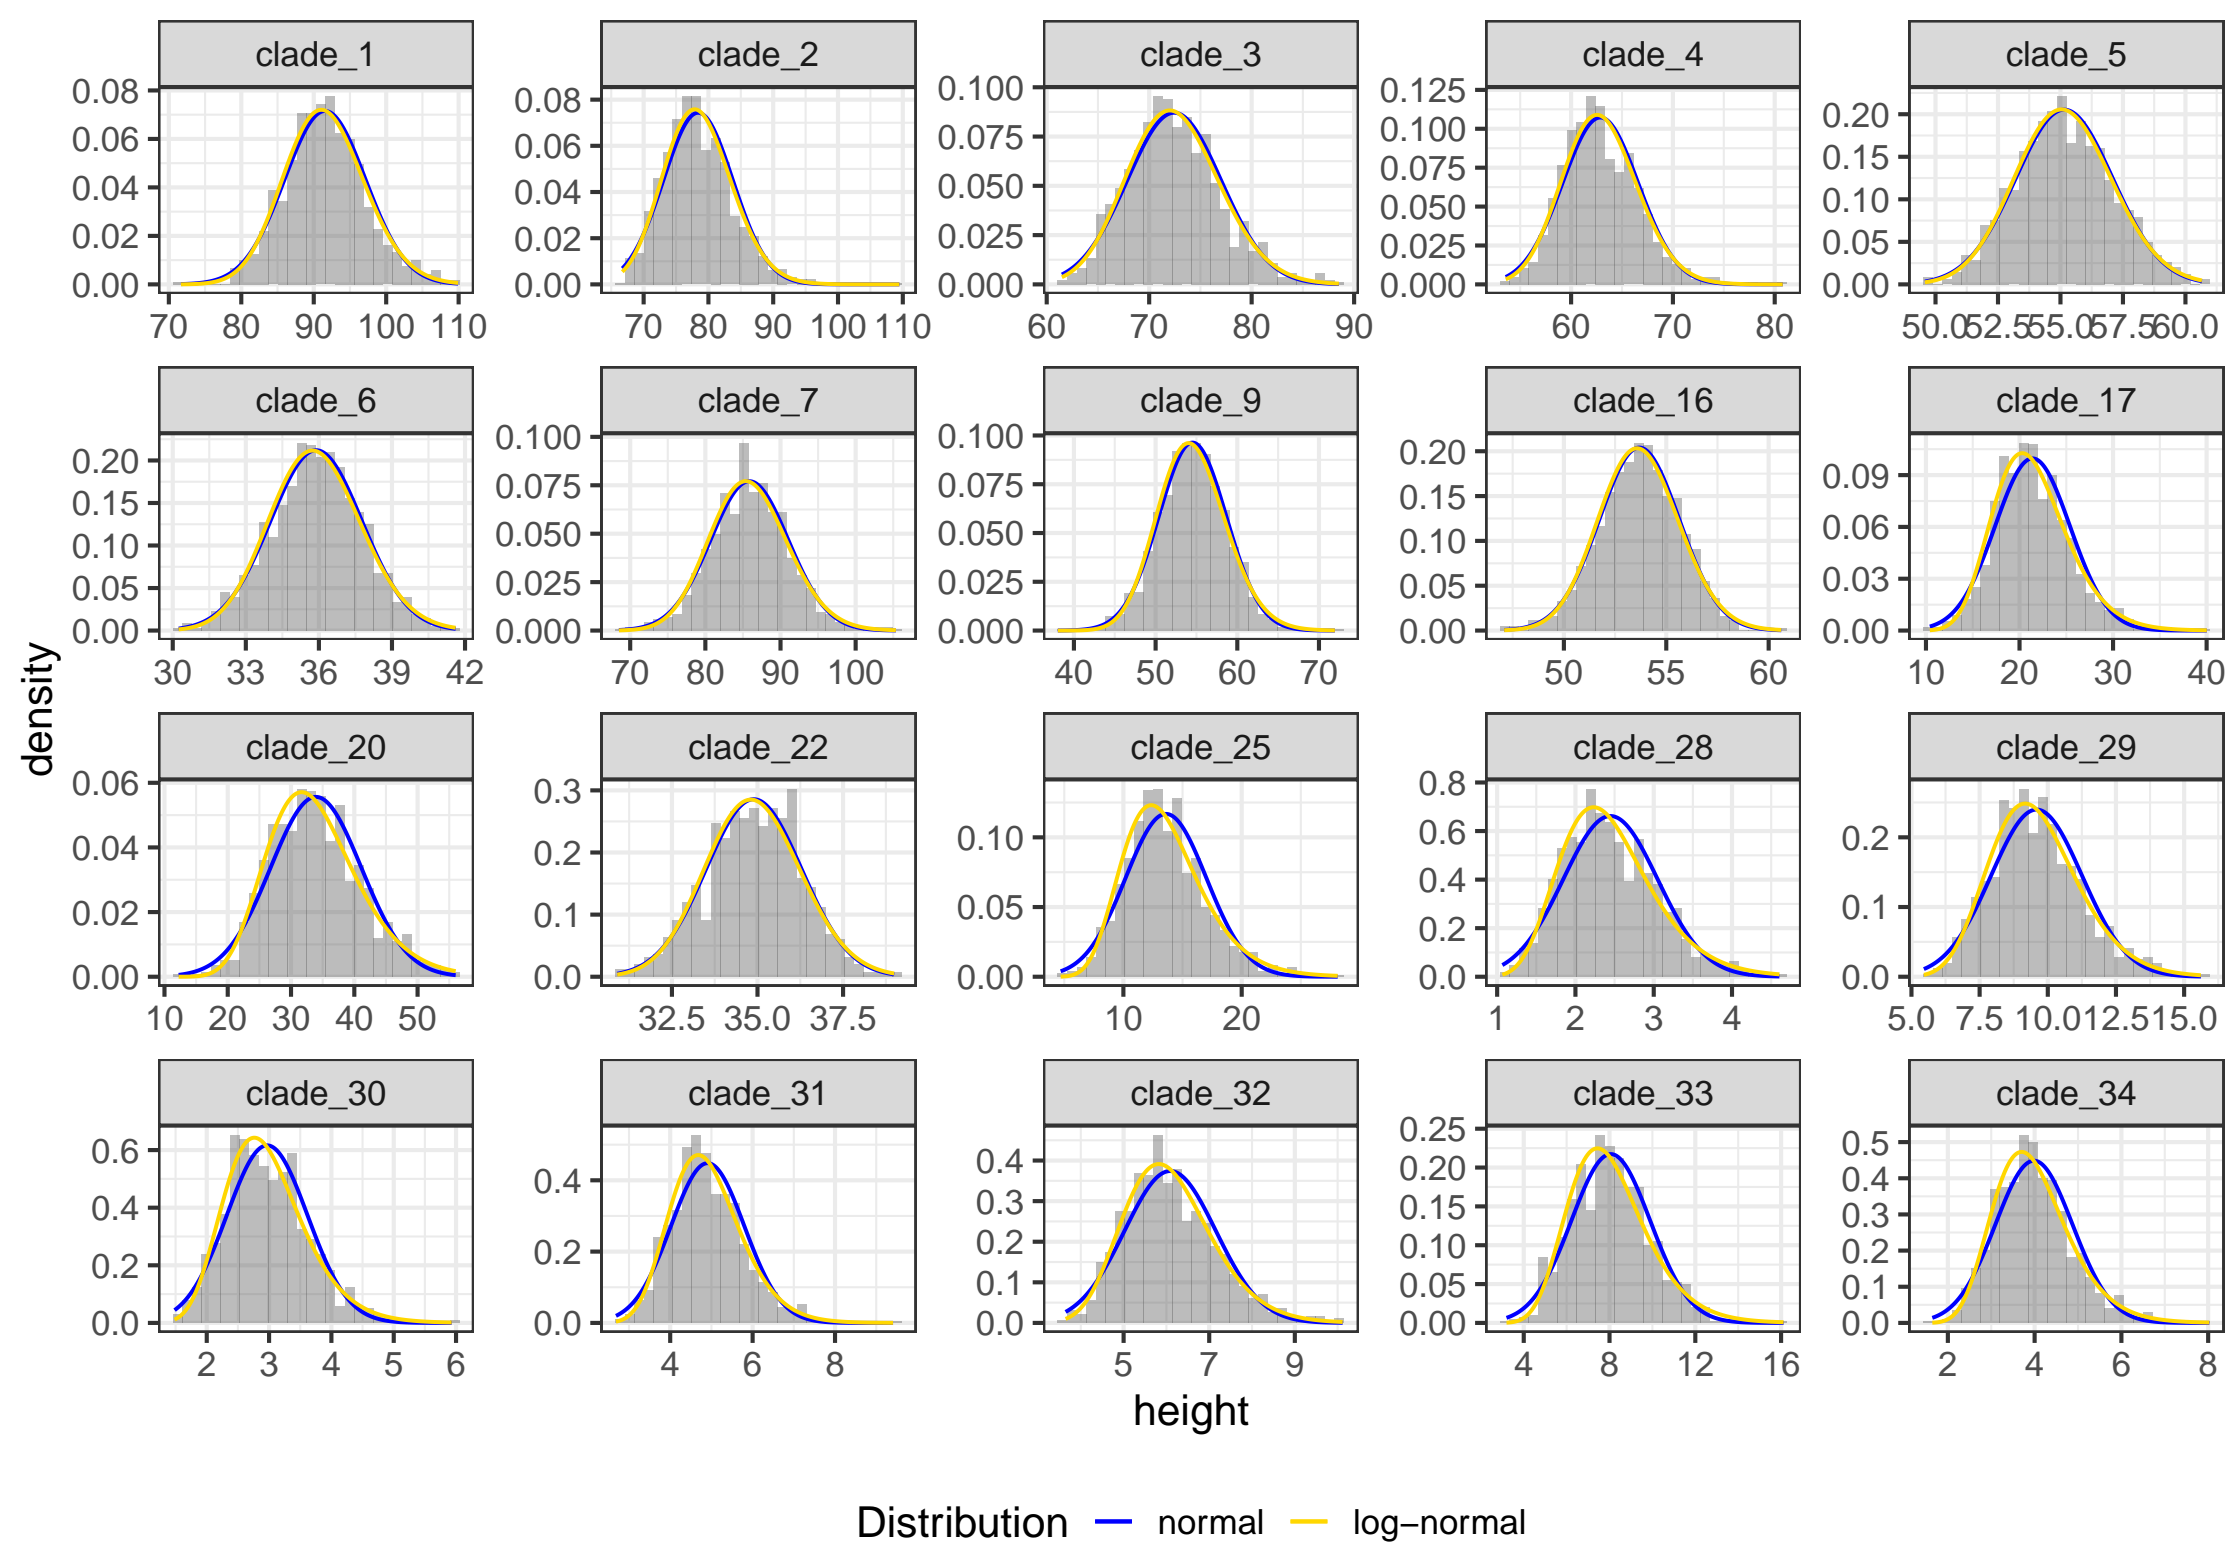 clade_1 clade_2 clade_3 clade_4 clade_5
0.08 0.06 0.04 0.02 0.00
70 80 90 100 110
0.08 0.06 0.04 0.02 0.00
70 80 90 100 110
0.100 0.075 0.050 0.025 0.000
60 70 80 90
0.125 0.100 0.075 0.050 0.025 0.000
60 70 80
0.20 0.15 0.10 0.05 0.00
50.0 52.5 55.0 57.5 60.0
clade_6 clade_7 clade_9 clade_16 clade_17
0.20 0.15 0.10 0.05 0.00
30 33 36 39 42
0.100 0.075 0.050 0.025 0.000
70 80 90 100
0.100 0.075 0.050 0.025 0.000
40 50 60 70
0.20 0.15 0.10 0.05 0.00
50 55 60
0.09 0.06 0.03 0.00
10 20 30 40
density
clade_20 clade_22 clade_25 clade_28 clade_29
0.06 0.04 0.02 0.00
10 20 30 40 50
0.3 0.2 0.1 0.0
32.5 35.0 37.5
0.10 0.05 0.00
10 20
0.8 0.6 0.4 0.2 0.0
1 2 3 4
0.2 0.1 0.0
5.0 7.5 10.0 12.5 15.0
clade_30 clade_31 clade_32 clade_33 clade_34
0.6 0.4 0.2 0.0
2 3 4 5 6
0.4 0.2 0.0
4 6 8
0.4 0.3 0.2 0.1 0.0
5 7 9
0.25 0.20 0.15 0.10 0.05 0.00
4 8 12 16
0.5 0.4 0.3 0.2 0.1 0.0
2 4 6 8
height
Distribution normal log−normal